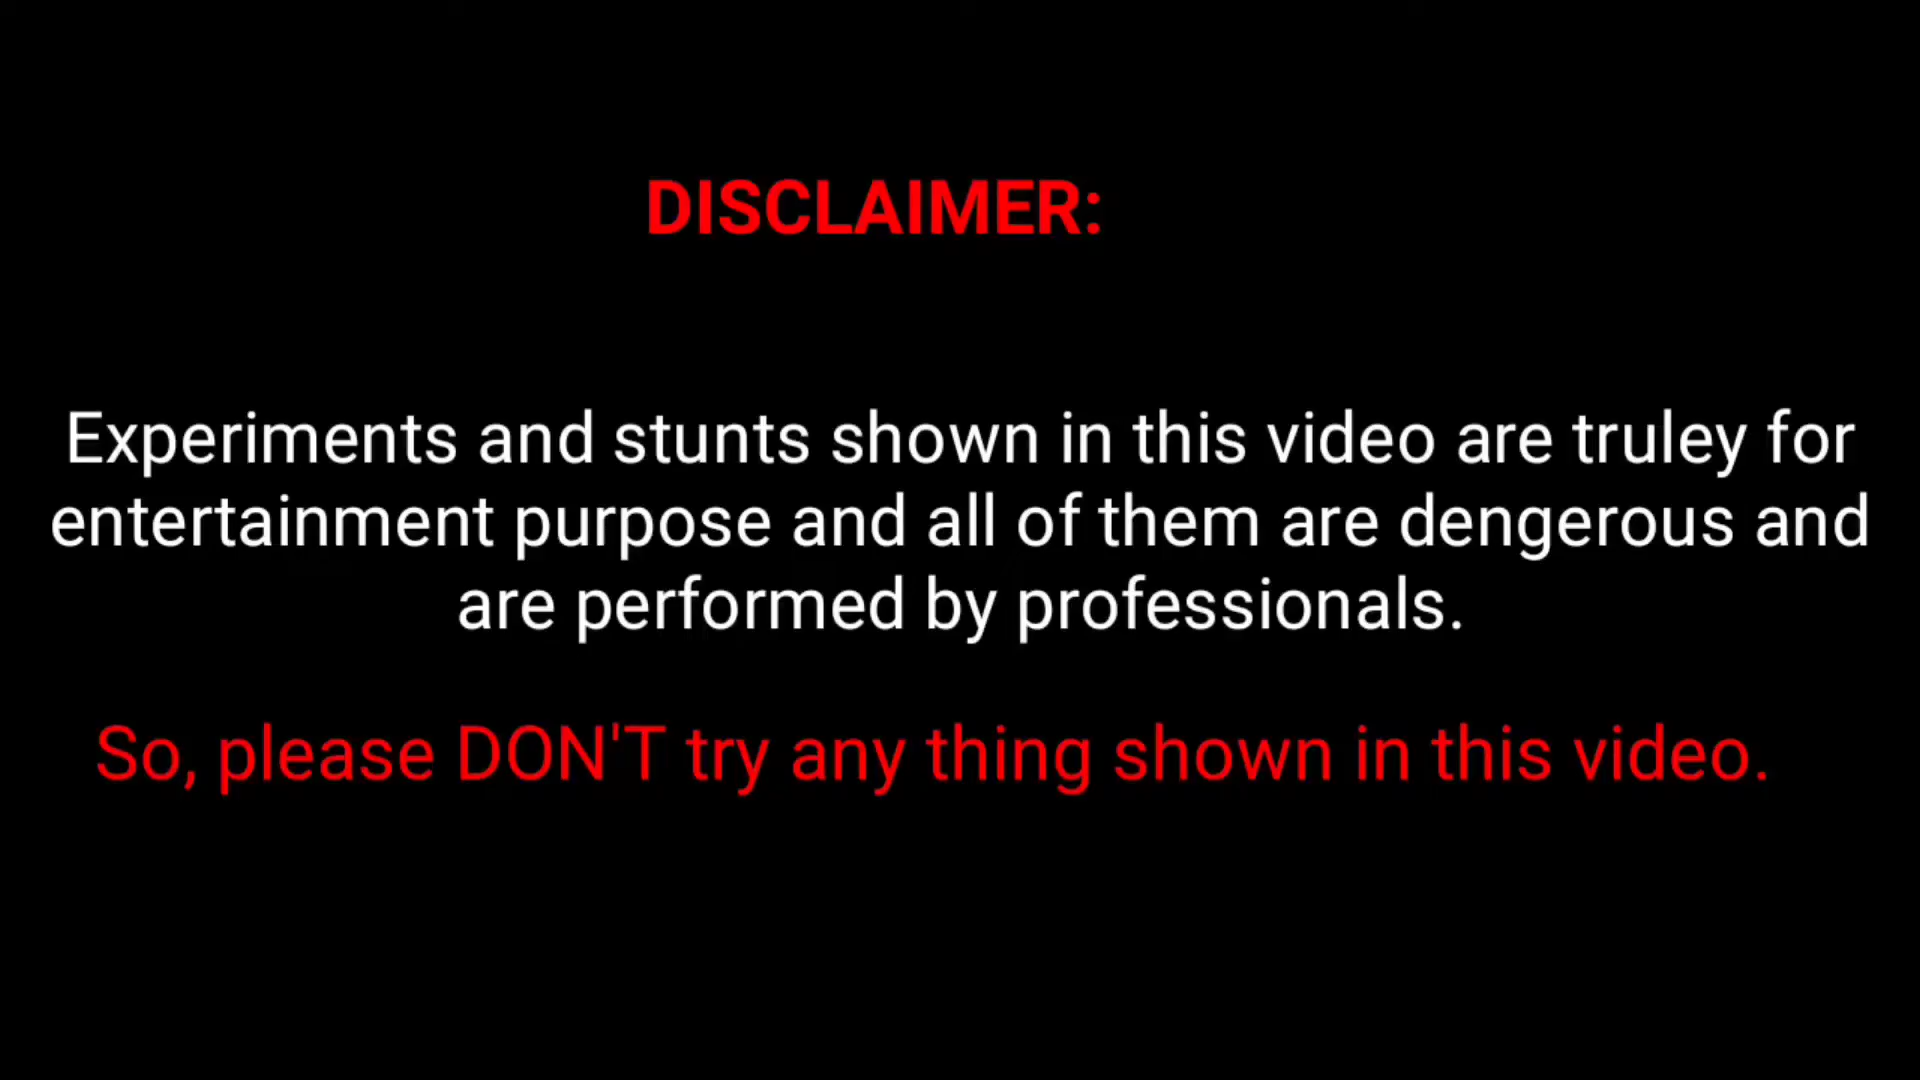 DISCLAIMER:
Experiments and stunts shown in this video are truley for
entertainment purpose and all of them are dengerous and
are performed by professionals.
So, please DON'T try any thing shown in this video.